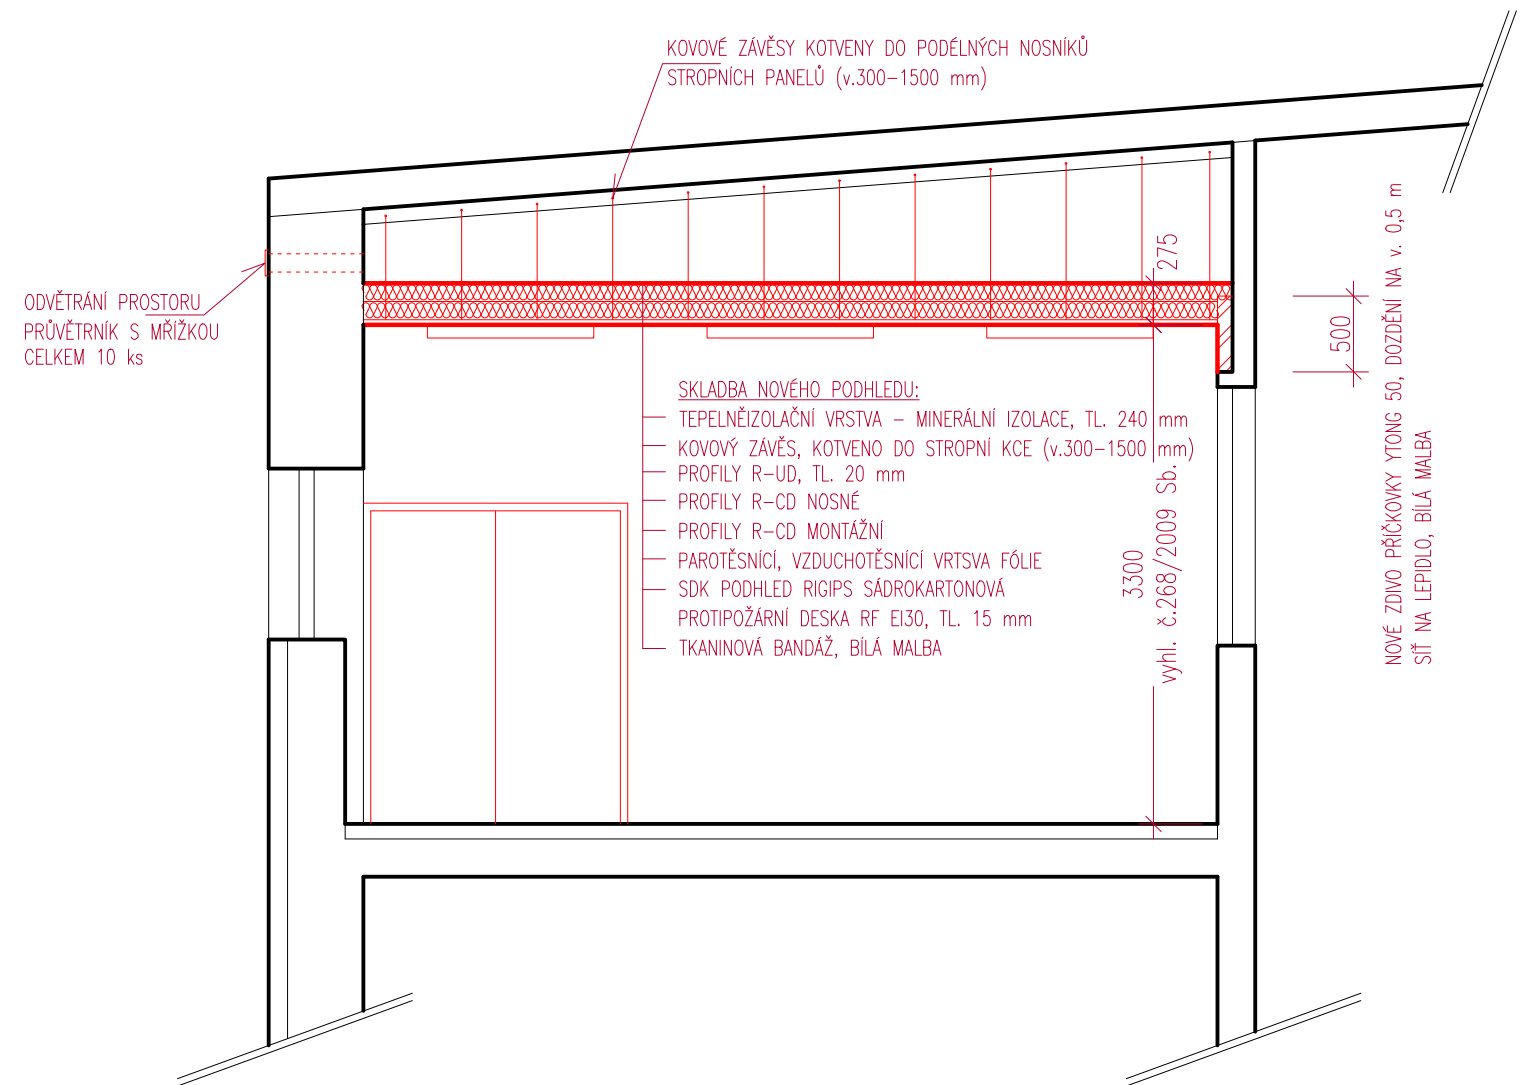 KOVOVÉ ZÁVĚSY KOTVENY DO PODÉLNÝCH NOSNÍKŮ
STROPNÍCH PANELŮ (v.300-1500 mm)
ODVĚTRÁNÍ PROSTORU
PRŮVĚTRNÍK S MŘÍŽKOU
CELKEM 10 ks
SKLADBA NOVÉHO PODHLEDU:
TEPELNĚIZOLAČNÍ VRSTVA - MINERÁLNÍ IZOLACE, TL. 240 mm
KOVOVÝ ZÁVĚS, KOTVENO DO STROPNÍ KCE (v.300-1500 mm)
PROFILY R-UD, TL. 20 mm
PROFILY R-CD NOSNÉ
PROFILY R-CD MONTÁŽNÍ
PAROTĚSNÍCÍ, VZDUCHOTĚSNÍCÍ VRTSVA FÓLIE
SDK PODHLED RIGIPS SÁDROKARTONOVÁ
PROTIPOŽÁRNÍ DESKA RF EI30, TL. 15 mm
TKANINOVÁ BANDÁŽ, BÍLÁ MALBA
275
3300
vyhl. č.268/2009 Sb.
500
NOVÉ ZDIVO PŘÍČKOVKY YTONG 50, DOZDĚNÍ NA v. 0,5 m
SÍŤ NA LEPIDLO, BÍLÁ MALBA